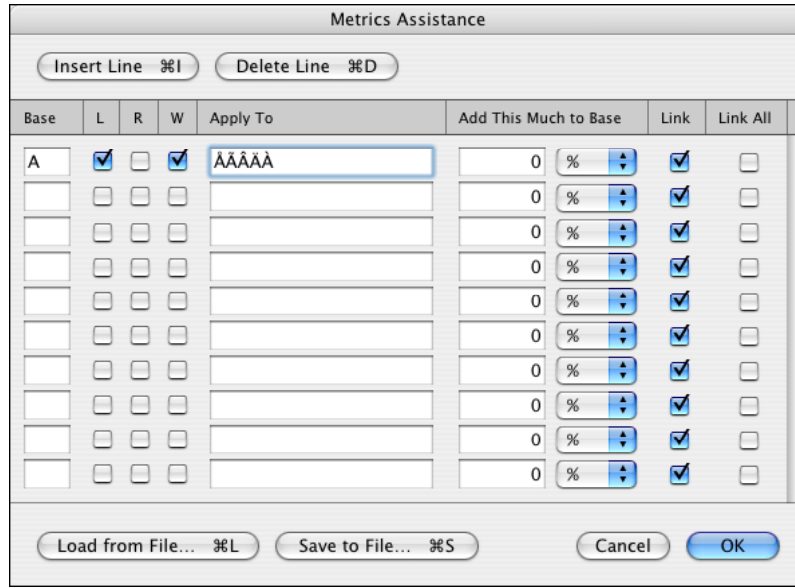 Metrics Assistance
Insert Line ⌘I Delete Line ⌘D
Base L R W Apply To Add This Much to Base Link Link All
A ÅÃÂÄÀ 0 %
0 %
0 %
0 %
0 %
0 %
0 %
0 %
0 %
0 %
Load from File... ⌘L Save to File... ⌘S Cancel OK